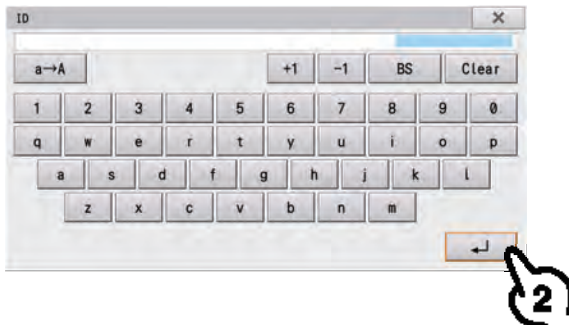 ID ×
a→A +1 -1 BS Clear
1 2 3 4 5 6 7 8 9 0
q w e r t y u i o p
a s d f g h j k l
z x c v b n m
↵
2